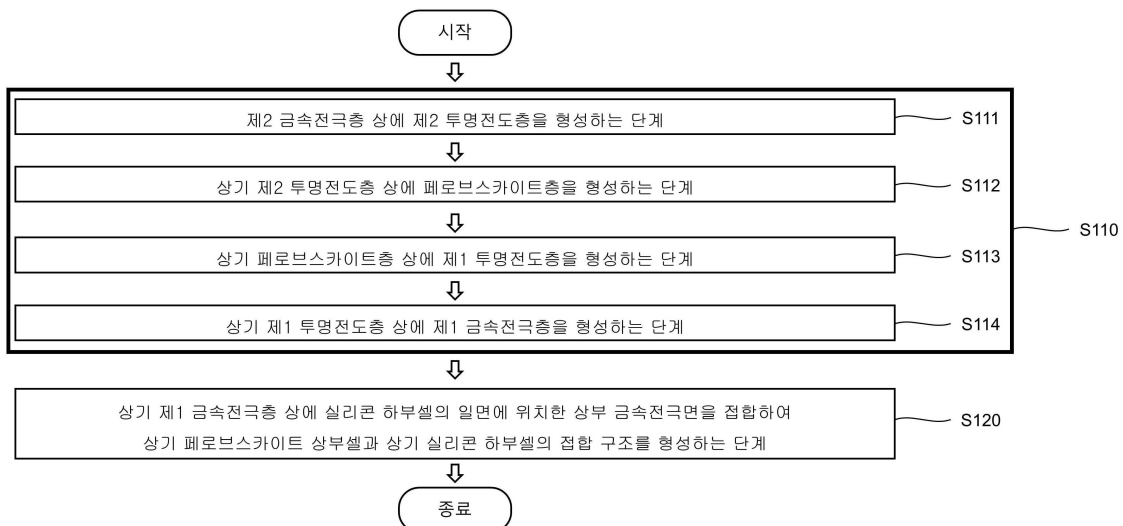 시작
제2 금속전극층 상에 제2 투명전도층을 형성하는 단계
S111
상기 제2 투명전도층 상에 페로브스카이트층을 형성하는 단계
S112
S110
상기 페로브스카이트층 상에 제1 투명전도층을 형성하는 단계
S113
상기 제1 투명전도층 상에 제1 금속전극층을 형성하는 단계
S114
상기 제1 금속전극층 상에 실리콘 하부셀의 일면에 위치한 상부 금속전극면을 접합하여
상기 페로브스카이트 상부셀과 상기 실리콘 하부셀의 접합 구조를 형성하는 단계
S120
종료